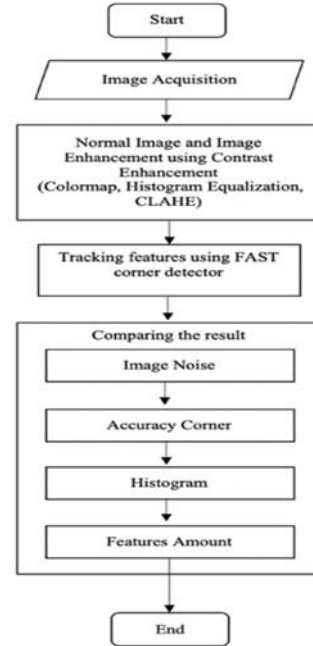 Start
Image Acquisition
Normal Image and Image
Enhancement using Contrast
Enhancement
(Colormap, Histogram Equalization,
CLAHE)
Tracking features using FAST
corner detector
Comparing the result
Image Noise
Accuracy Corner
Histogram
Features Amount
End